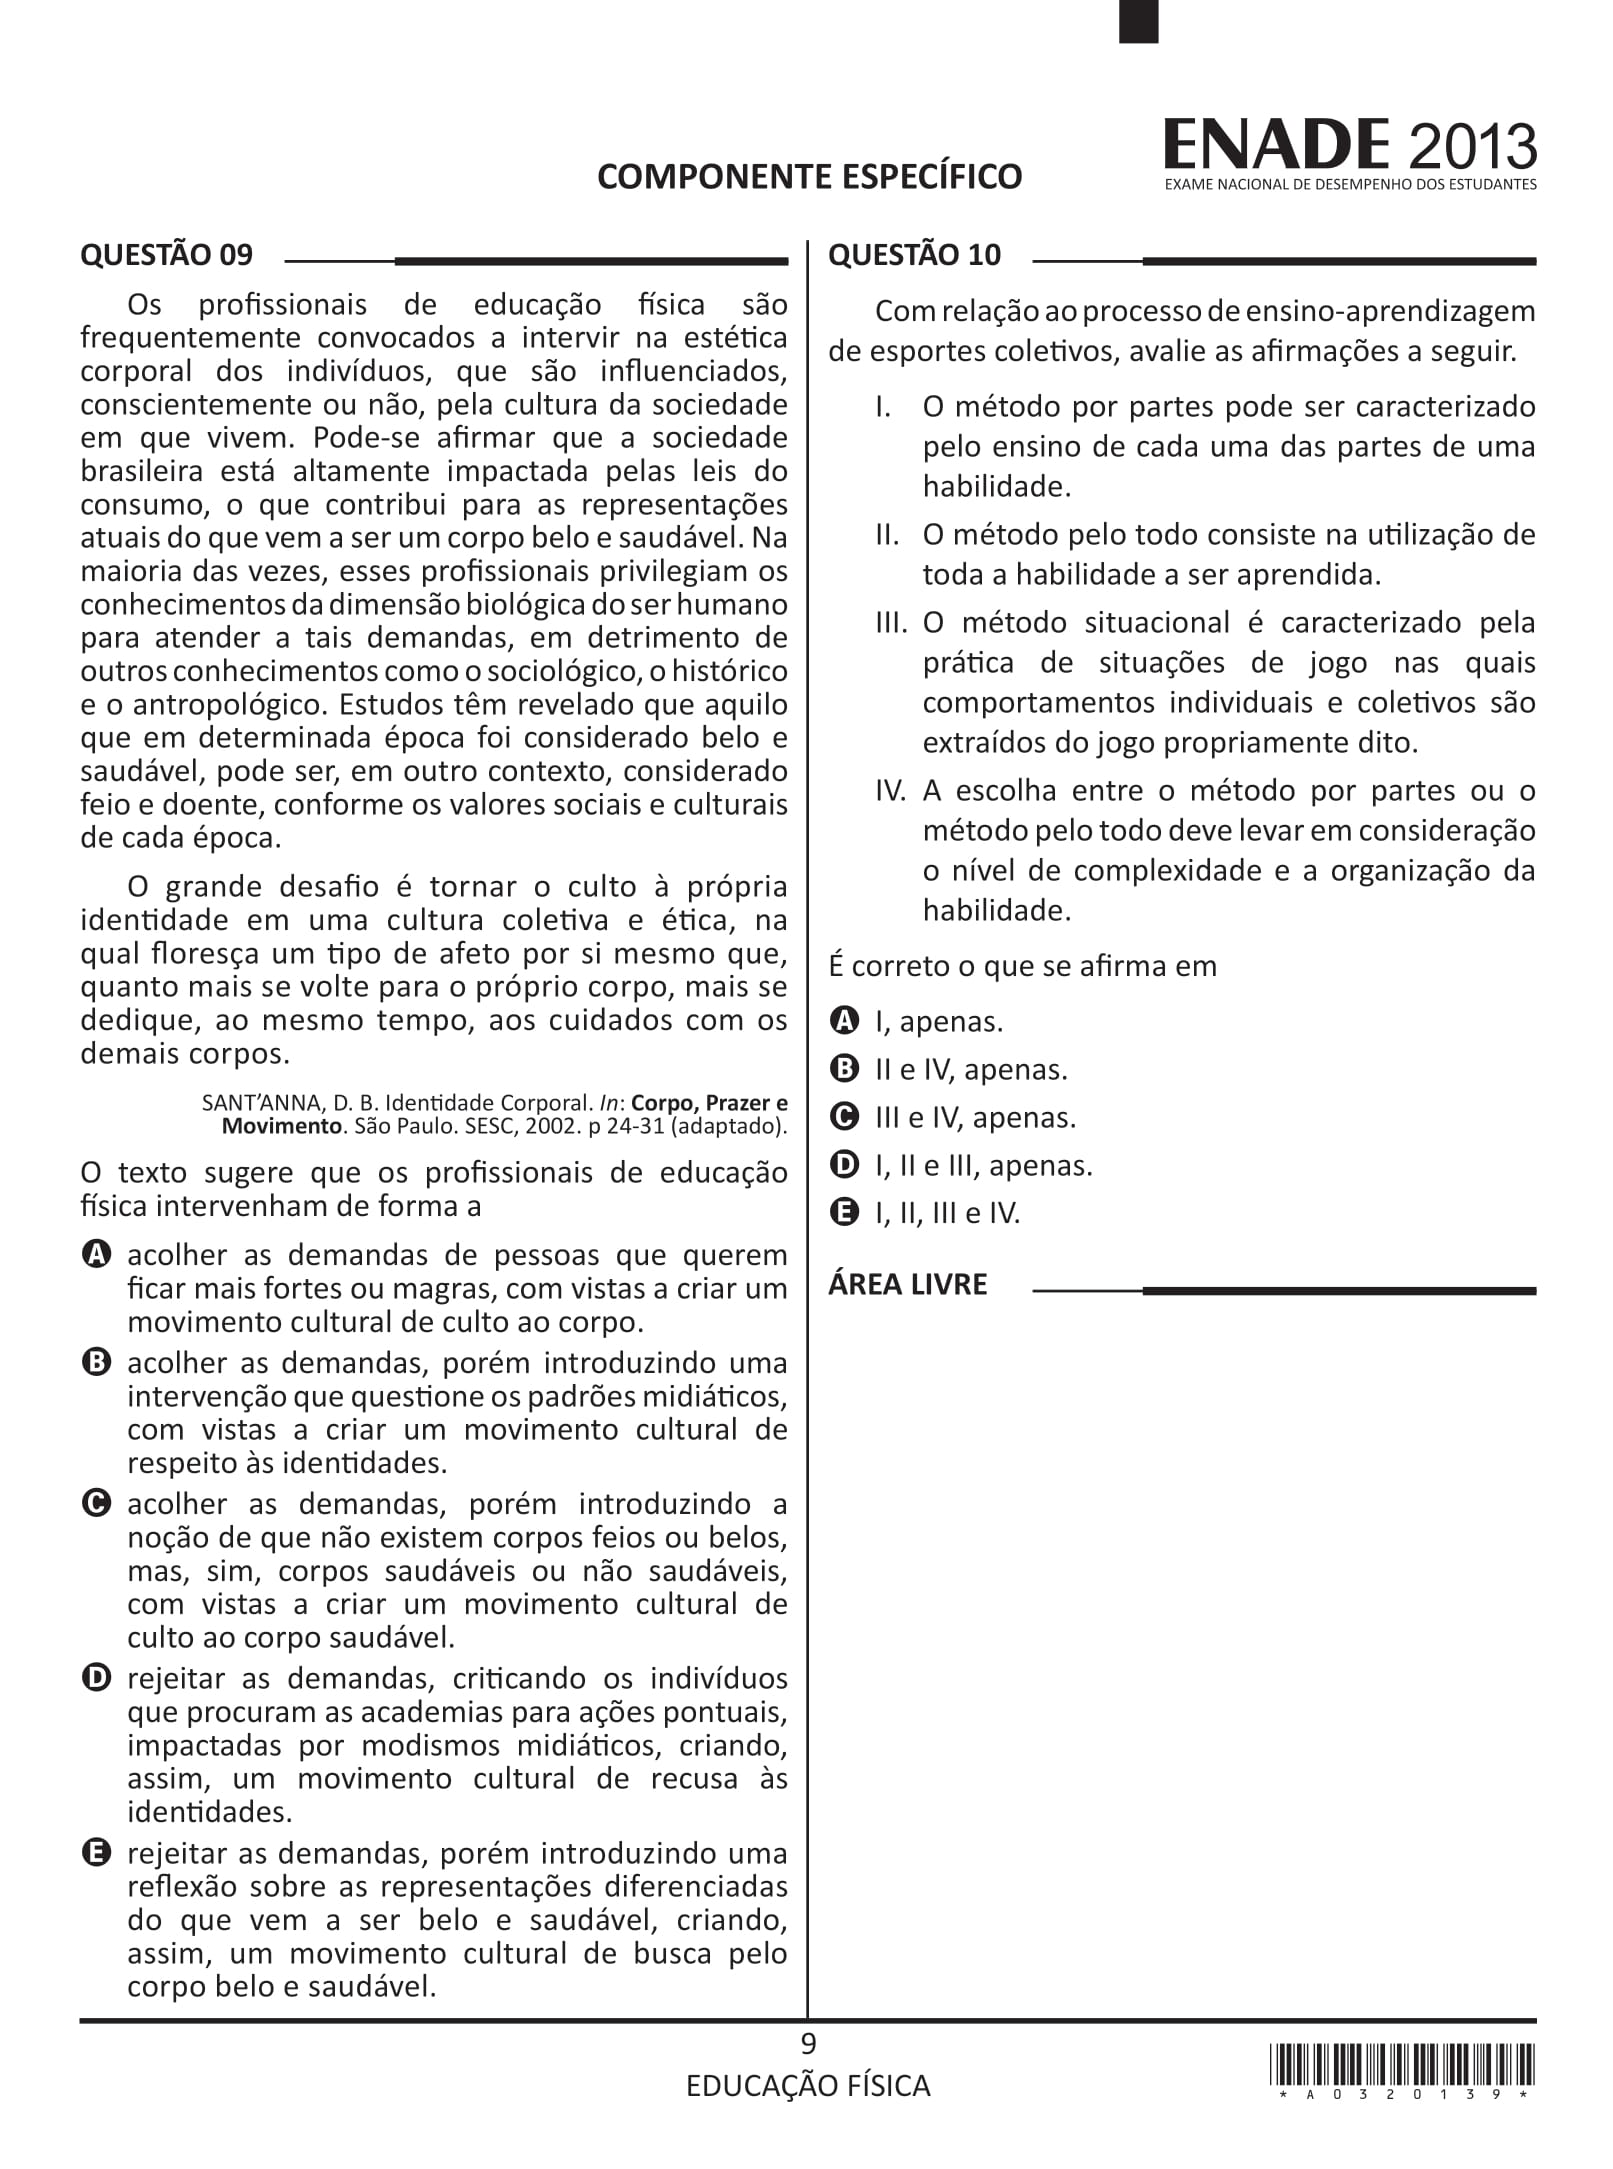 ENADE 2013
EXAME NACIONAL DE DESEMPENHO DOS ESTUDANTES
COMPONENTE ESPECÍFICO
QUESTÃO 09
Os profissionais de educação física são
frequentemente convocados a intervir na estética
corporal dos indivíduos, que são influenciados,
conscientemente ou não, pela cultura da sociedade
em que vivem. Pode-se afirmar que a sociedade
brasileira está altamente impactada pelas leis do
consumo, o que contribui para as representações
atuais do que vem a ser um corpo belo e saudável. Na
maioria das vezes, esses profissionais privilegiam os
conhecimentos da dimensão biológica do ser humano
para atender a tais demandas, em detrimento de
outros conhecimentos como o sociológico, o histórico
e o antropológico. Estudos têm revelado que aquilo
que em determinada época foi considerado belo e
saudável, pode ser, em outro contexto, considerado
feio e doente, conforme os valores sociais e culturais
de cada época.
O grande desafio é tornar o culto à própria
identidade em uma cultura coletiva e ética, na
qual floresça um tipo de afeto por si mesmo que,
quanto mais se volte para o próprio corpo, mais se
dedique, ao mesmo tempo, aos cuidados com os
demais corpos.
SANT’ANNA, D. B. Identidade Corporal. In: Corpo, Prazer e
Movimento. São Paulo. SESC, 2002. p 24-31 (adaptado).
O texto sugere que os profissionais de educação
física intervenham de forma a
A acolher as demandas de pessoas que querem
ficar mais fortes ou magras, com vistas a criar um
movimento cultural de culto ao corpo.
B acolher as demandas, porém introduzindo uma
intervenção que questione os padrões midiáticos,
com vistas a criar um movimento cultural de
respeito às identidades.
C acolher as demandas, porém introduzindo a
noção de que não existem corpos feios ou belos,
mas, sim, corpos saudáveis ou não saudáveis,
com vistas a criar um movimento cultural de
culto ao corpo saudável.
D rejeitar as demandas, criticando os indivíduos
que procuram as academias para ações pontuais,
impactadas por modismos midiáticos, criando,
assim, um movimento cultural de recusa às
identidades.
E rejeitar as demandas, porém introduzindo uma
reflexão sobre as representações diferenciadas
do que vem a ser belo e saudável, criando,
assim, um movimento cultural de busca pelo
corpo belo e saudável.
QUESTÃO 10
Com relação ao processo de ensino-aprendizagem
de esportes coletivos, avalie as afirmações a seguir.
I. O método por partes pode ser caracterizado
pelo ensino de cada uma das partes de uma
habilidade.
II. O método pelo todo consiste na utilização de
toda a habilidade a ser aprendida.
III. O método situacional é caracterizado pela
prática de situações de jogo nas quais
comportamentos individuais e coletivos são
extraídos do jogo propriamente dito.
IV. A escolha entre o método por partes ou o
método pelo todo deve levar em consideração
o nível de complexidade e a organização da
habilidade.
É correto o que se afirma em
A I, apenas.
B II e IV, apenas.
C III e IV, apenas.
D I, II e III, apenas.
E I, II, III e IV.
ÁREA LIVRE
9
EDUCAÇÃO FÍSICA
* A 0 3 2 0 1 3 9 *